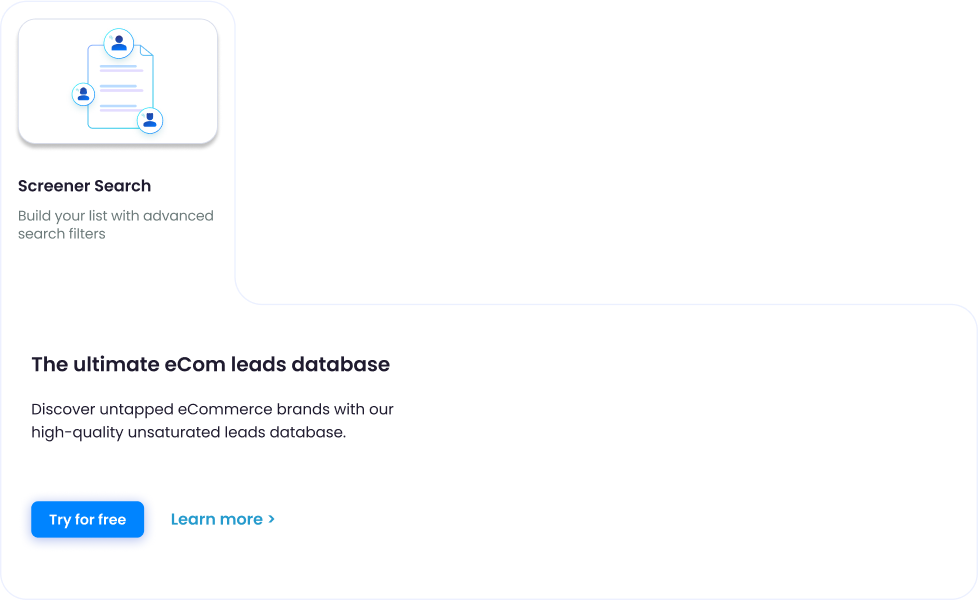 Screener Search
Build your list with advanced
search filters
The ultimate eCom leads database
Discover untapped eCommerce brands with our
high-quality unsaturated leads database.
Try for free
Learn more >